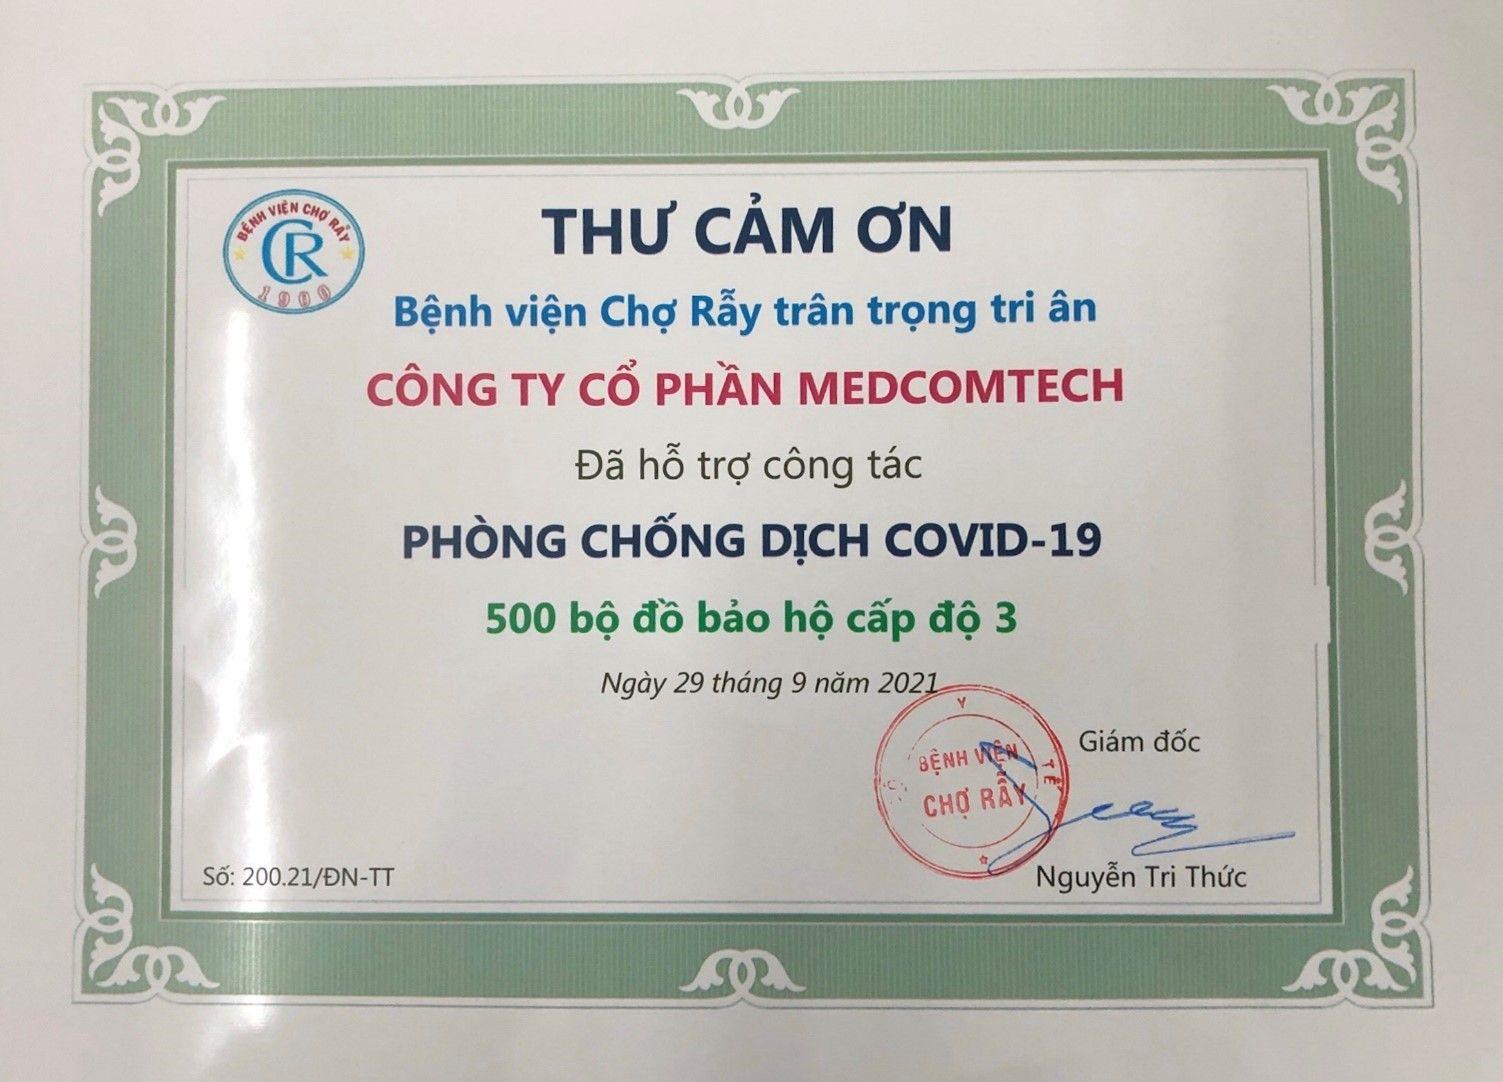 BỆNH VIỆN CHỢ RẪY
CR
1900
THƯ CẢM ƠN
Bệnh viện Chợ Rẫy trân trọng tri ân
CÔNG TY CỔ PHẦN MEDCOMTECH
Đã hỗ trợ công tác
PHÒNG CHỐNG DỊCH COVID-19
500 bộ đồ bảo hộ cấp độ 3
Ngày 29 tháng 9 năm 2021
Giám đốc
Y TẾ
BỆNH VIỆN
CHỢ RẪY
Số: 200.21/ĐN-TT
Nguyễn Tri Thức